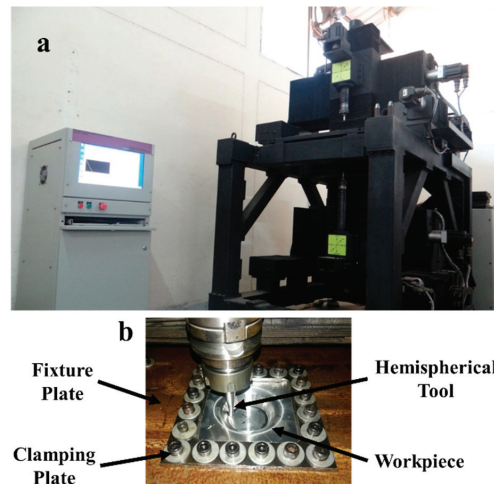 a
b
Fixture
Plate
Clamping
Plate
Hemispherical
Tool
Workpiece